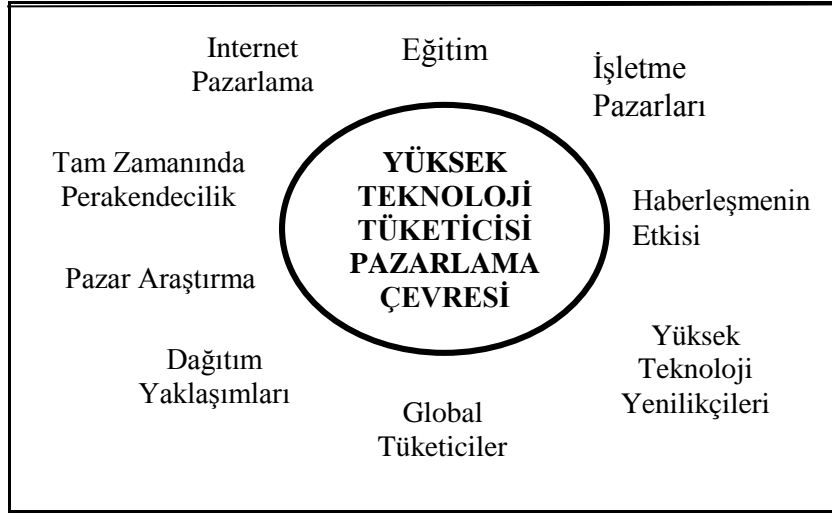 Internet
Pazarlama
Eğitim
İşletme
Pazarları
Tam Zamanında
Perakendecilik
YÜKSEK
TEKNOLOJİ
TÜKETİCİSİ
PAZARLAMA
ÇEVRESİ
Haberleşmenin
Etkisi
Pazar Araştırma
Dağıtım
Yaklaşımları
Global
Tüketiciler
Yüksek
Teknoloji
Yenilikçileri